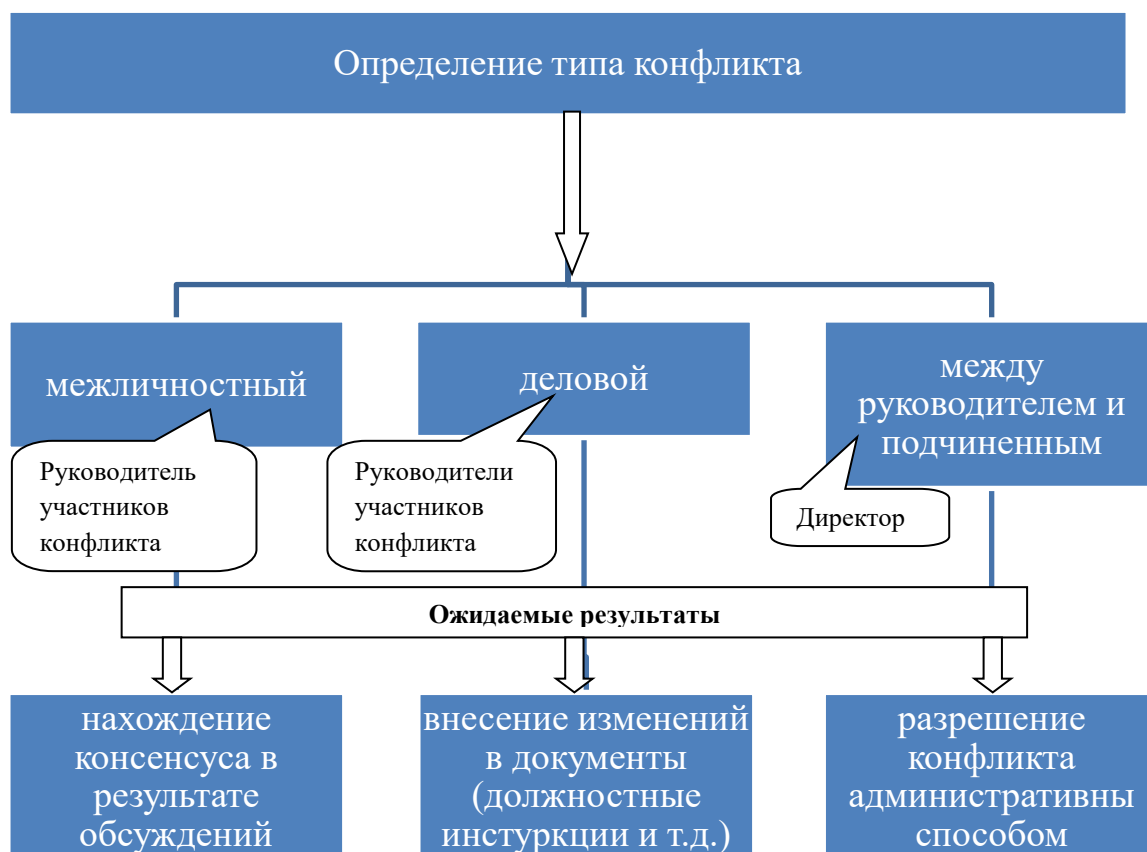 Определение типа конфликта
межличностный
деловой
между
руководителем и
подчиненным
Руководитель
участников
конфликта
Руководители
участников
конфликта
Директор
Ожидаемые результаты
нахождение
консенсуса в
результате
обсуждений
внесение изменений
в документы
(должностные
инстуркции и т.д.)
разрешение
конфликта
административны
способом